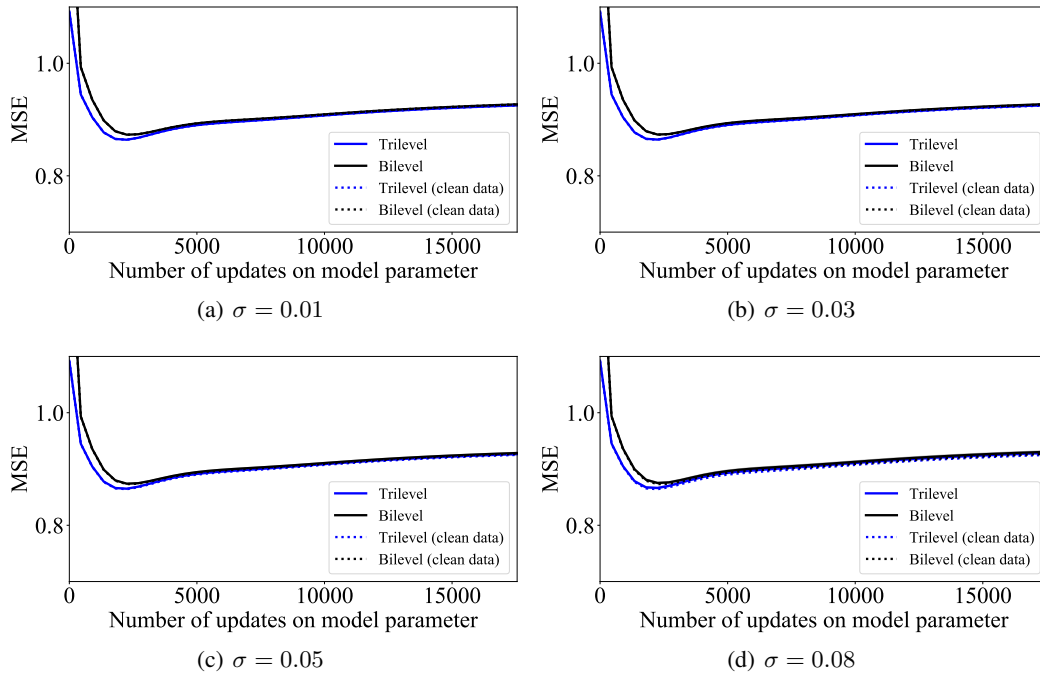 MSE
1.0
0.8
Trilevel
Bilevel
Trilevel (clean data)
Bilevel (clean data)
0 5000 10000 15000
Number of updates on model parameter
(a) σ = 0.01
MSE
1.0
0.8
Trilevel
Bilevel
Trilevel (clean data)
Bilevel (clean data)
0 5000 10000 15000
Number of updates on model parameter
(b) σ = 0.03
MSE
1.0
0.8
Trilevel
Bilevel
Trilevel (clean data)
Bilevel (clean data)
0 5000 10000 15000
Number of updates on model parameter
(c) σ = 0.05
MSE
1.0
0.8
Trilevel
Bilevel
Trilevel (clean data)
Bilevel (clean data)
0 5000 10000 15000
Number of updates on model parameter
(d) σ = 0.08